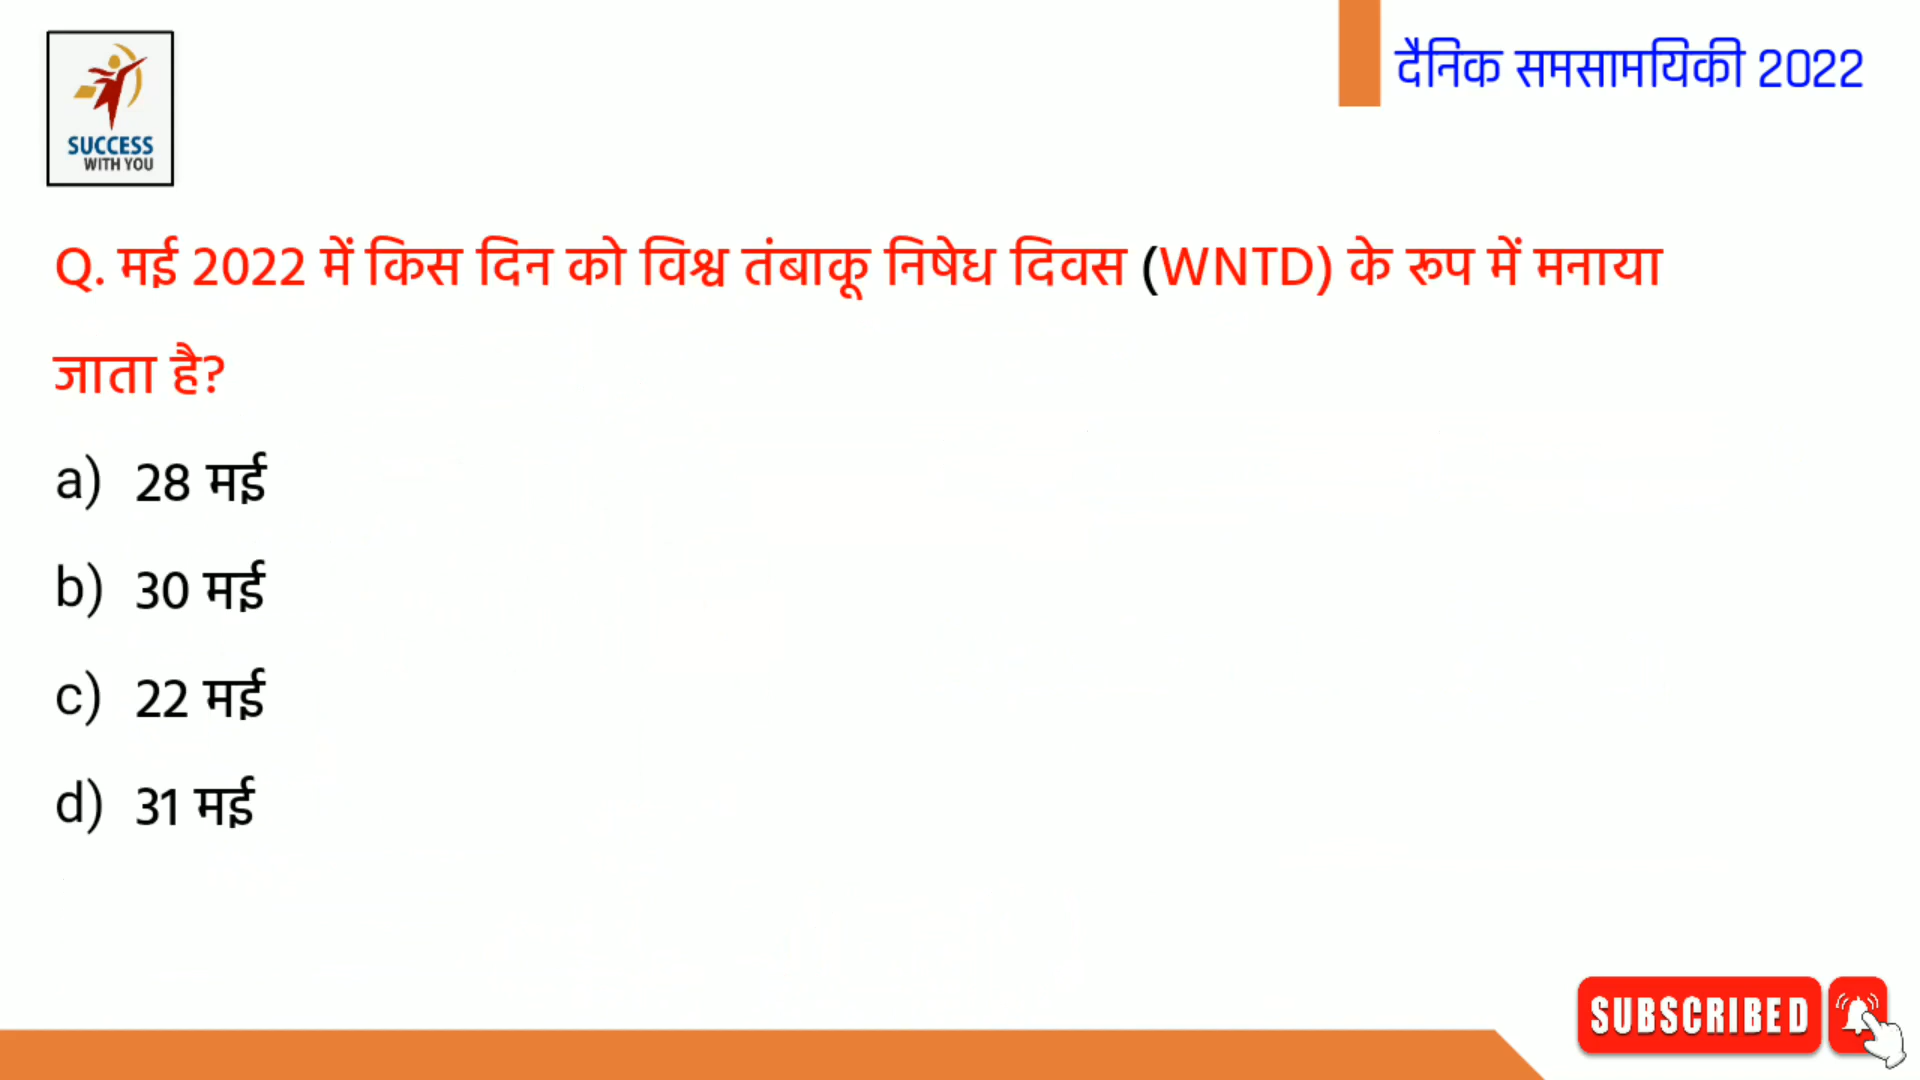 SUCCESS
WITH YOU
दैनिक समसामयिकी 2022
Q. मई 2022 में किस दिन को विश्व तंबाकू निषेध दिवस (WNTD) के रूप में मनाया
जाता है?
a) 28 मई
b) 30 मई
c) 22 मई
d) 31 मई
SUBSCRIBED